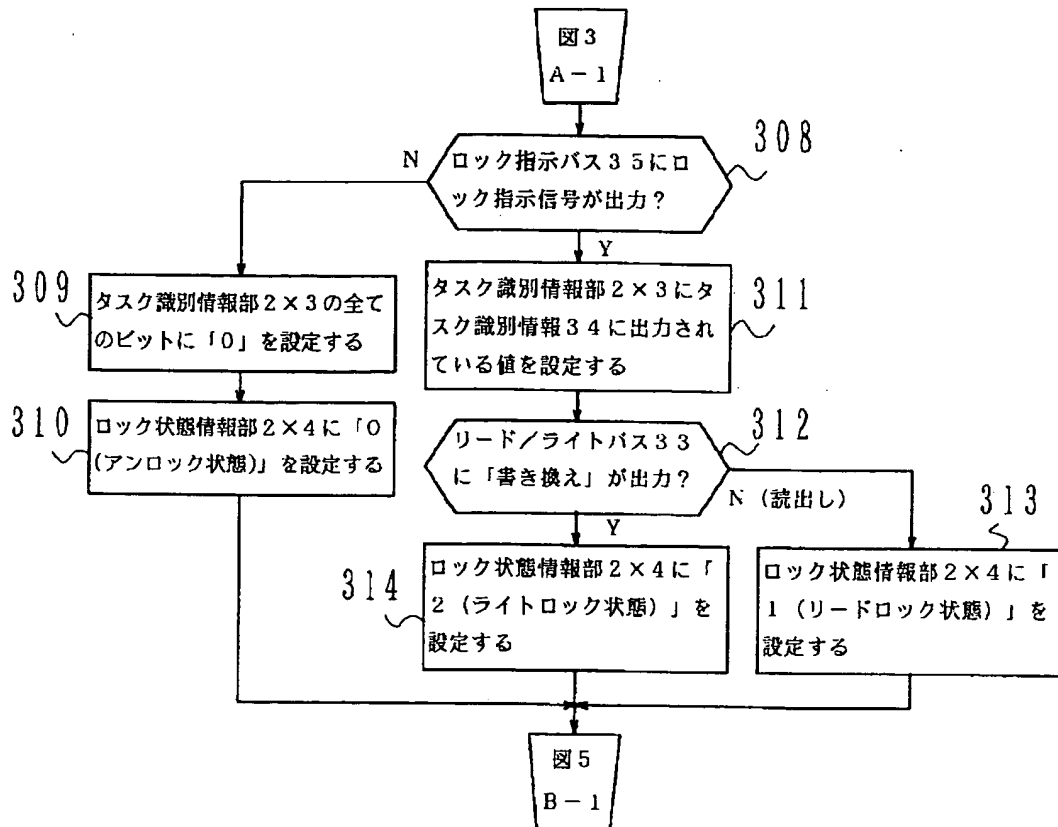 図3
A-1
308
N
ロック指示バス35にロ
ック指示信号が出力?
Y
309
タスク識別情報部2×3の全て
のビットに「0」を設定する
311
タスク識別情報部2×3にタ
スク識別情報34に出力され
ている値を設定する
310
ロック状態情報部2×4に「0
(アンロック状態)」を設定する
312
リード/ライトバス33
に「書き換え」が出力?
N(読出し)
Y
313
314
ロック状態情報部2×4に「
2(ライトロック状態)」を
設定する
ロック状態情報部2×4に「
1(リードロック状態)」を
設定する
図5
B-1